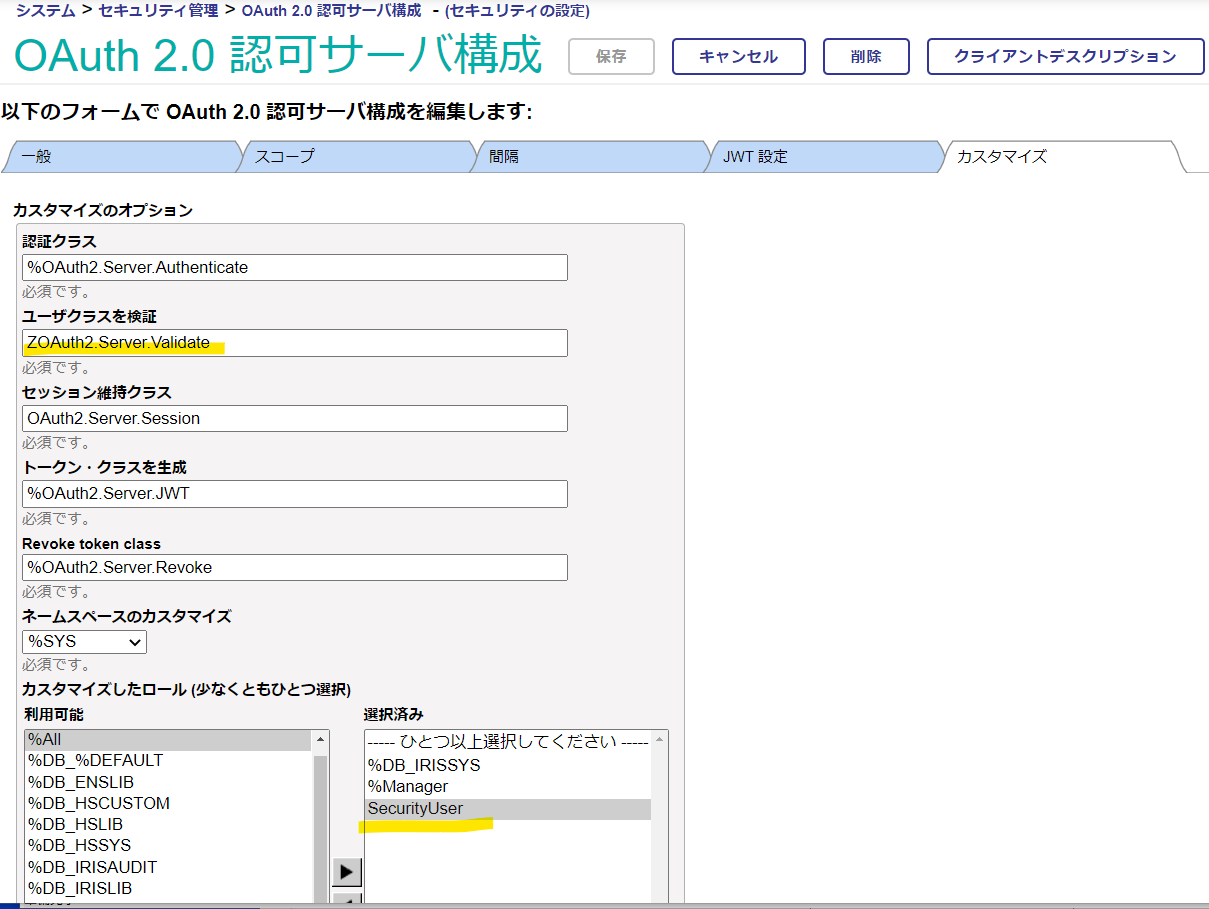 システム > セキュリティ管理 > OAuth 2.0 認可サーバ構成 - (セキュリティの設定)
OAuth 2.0 認可サーバ構成 保存 キャンセル 削除 クライアントデスクリプション
以下のフォームで OAuth 2.0 認可サーバ構成を編集します:
一般 スコープ 間隔 JWT 設定 カスタマイズ
カスタマイズのオプション
認証クラス
%OAuth2.Server.Authenticate
必須です。
ユーザクラスを検証
ZOAuth2.Server.Validate
必須です。
セッション維持クラス
OAuth2.Server.Session
必須です。
トークン・クラスを生成
%OAuth2.Server.JWT
必須です。
Revoke token class
%OAuth2.Server.Revoke
必須です。
ネームスペースのカスタマイズ
%SYS
必須です。
カスタマイズしたロール (少なくともひとつ選択)
利用可能 選択済み
%All
%DB_%DEFAULT
%DB_ENSLIB
%DB_HSCUSTOM
%DB_HSLIB
%DB_HSSYS
%DB_IRISAUDIT
%DB_IRISLIB
----- ひとつ以上選択してください -----
%DB_IRISSYS
%Manager
SecurityUser